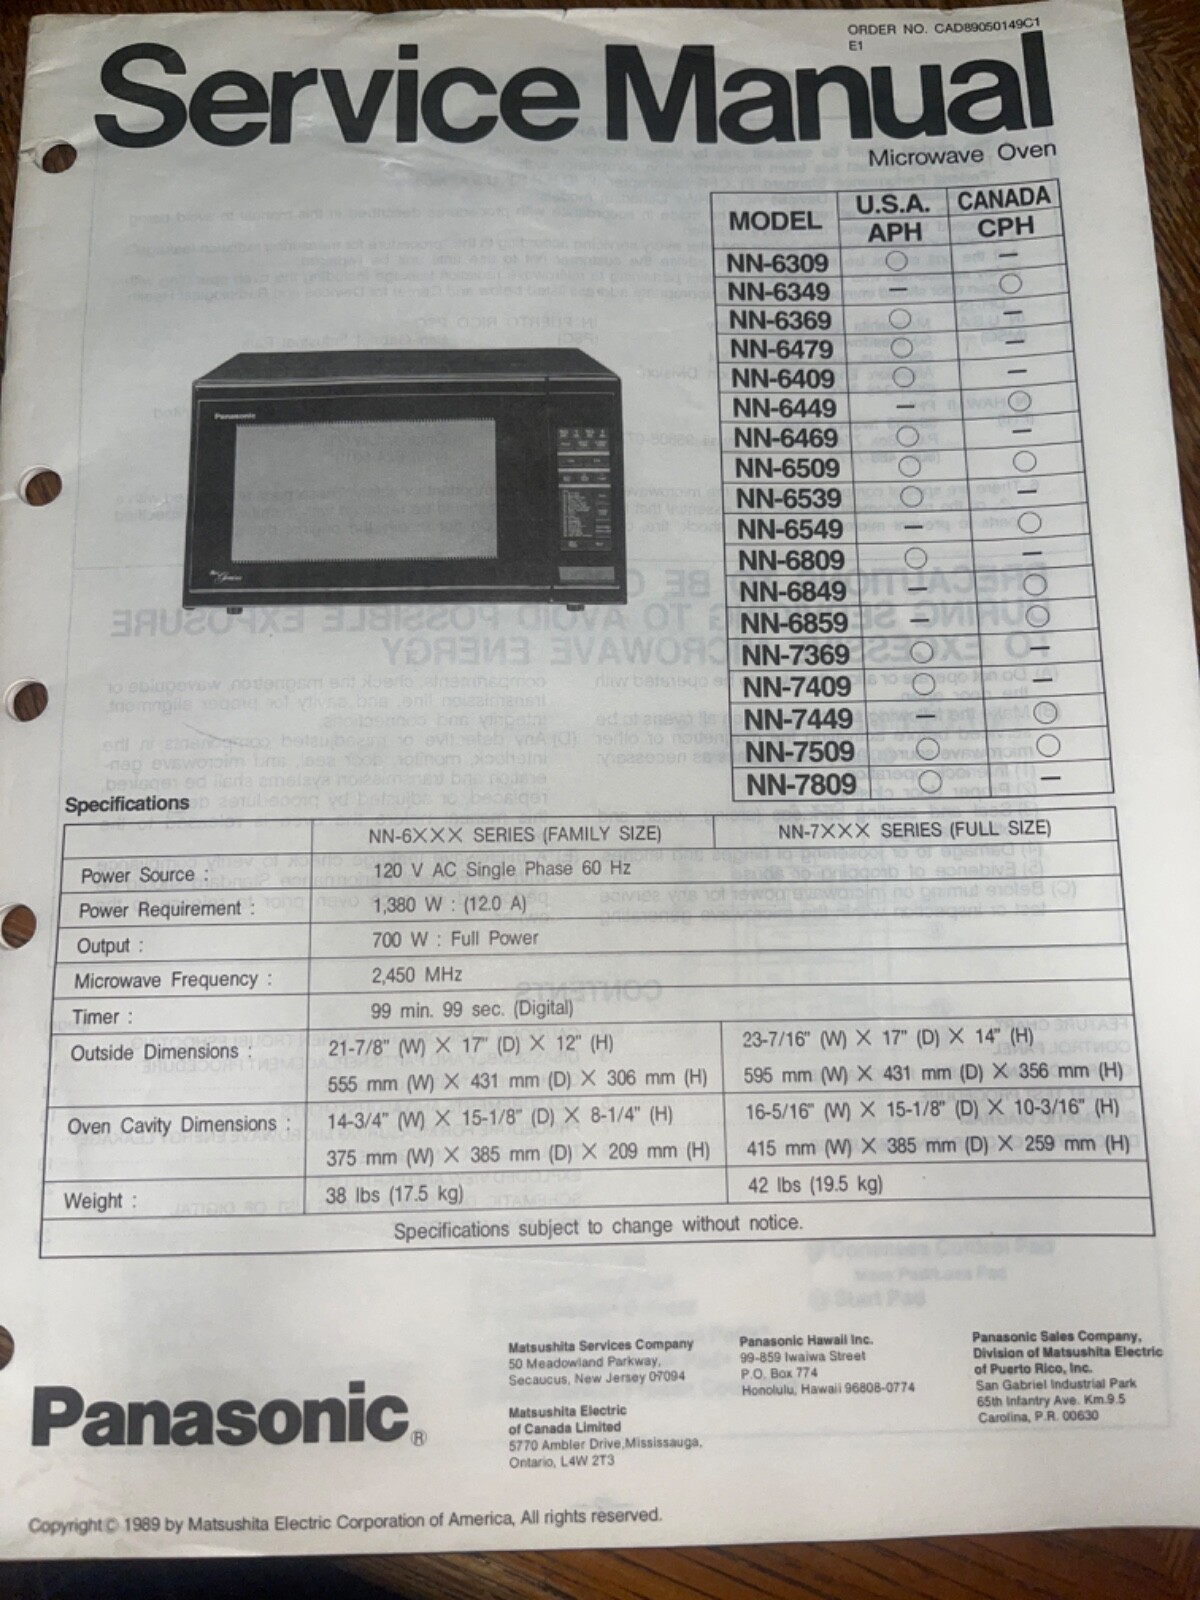 ORDER NO. CAD89050149C1
E1
Service Manual
Microwave Oven
MODEL U.S.A. CANADA
APH CPH
NN-6309 ○ —
NN-6349 — ○
NN-6369 ○ —
NN-6479 ○ —
NN-6409 ○ —
NN-6449 — ○
NN-6469 ○ —
NN-6509 ○ ○
NN-6539 ○ —
NN-6549 — ○
NN-6809 ○ —
NN-6849 — ○
NN-6859 — ○
NN-7369 ○ —
NN-7409 ○ —
NN-7449 — ○
NN-7509 ○ ○
NN-7809 ○ —
Panasonic
The Genius
Specifications
NN-6XXX SERIES (FAMILY SIZE) NN-7XXX SERIES (FULL SIZE)
Power Source : 120 V AC Single Phase 60 Hz
Power Requirement : 1,380 W : (12.0 A)
Output : 700 W : Full Power
Microwave Frequency : 2,450 MHz
Timer : 99 min. 99 sec. (Digital)
Outside Dimensions : 21-7/8" (W) X 17" (D) X 12" (H) 23-7/16" (W) X 17" (D) X 14" (H)
555 mm (W) X 431 mm (D) X 306 mm (H) 595 mm (W) X 431 mm (D) X 356 mm (H)
Oven Cavity Dimensions : 14-3/4" (W) X 15-1/8" (D) X 8-1/4" (H) 16-5/16" (W) X 15-1/8" (D) X 10-3/16" (H)
375 mm (W) X 385 mm (D) X 209 mm (H) 415 mm (W) X 385 mm (D) X 259 mm (H)
Weight : 38 lbs (17.5 kg) 42 lbs (19.5 kg)
Specifications subject to change without notice.
Panasonic®
Matsushita Services Company
50 Meadowland Parkway,
Secaucus, New Jersey 07094
Matsushita Electric
of Canada Limited
5770 Ambler Drive,Mississauga,
Ontario, L4W 2T3
Panasonic Hawaii Inc.
99-859 Iwaiwa Street
P.O. Box 774
Honolulu, Hawaii 96808-0774
Panasonic Sales Company,
Division of Matsushita Electric
of Puerto Rico, Inc.
San Gabriel Industrial Park
65th Infantry Ave. Km.9.5
Carolina, P.R. 00630
Copyright © 1989 by Matsushita Electric Corporation of America, All rights reserved.